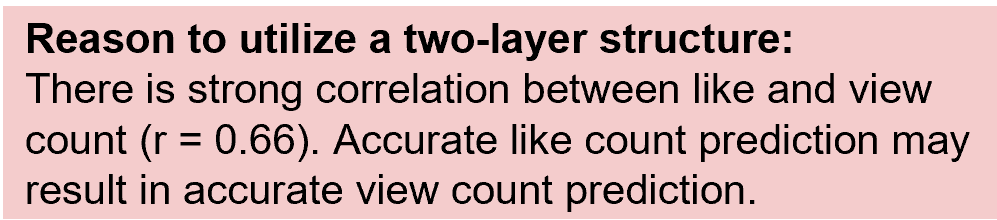 Reason to utilize a two-layer structure:
There is strong correlation between like and view
count (r = 0.66). Accurate like count prediction may
result in accurate view count prediction.